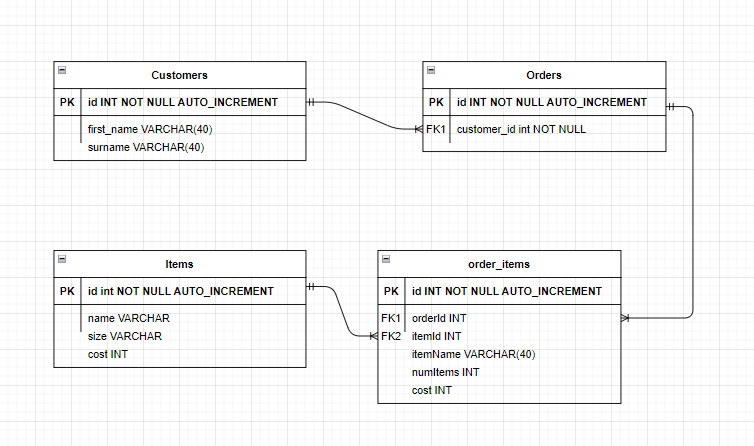 Customers
PK id INT NOT NULL AUTO_INCREMENT
first_name VARCHAR(40)
surname VARCHAR(40)
Orders
PK id INT NOT NULL AUTO_INCREMENT
FK1 customer_id int NOT NULL
Items
PK id int NOT NULL AUTO_INCREMENT
name VARCHAR
size VARCHAR
cost INT
order_items
PK id INT NOT NULL AUTO_INCREMENT
FK1 orderId INT
FK2 itemId INT
itemName VARCHAR(40)
numItems INT
cost INT